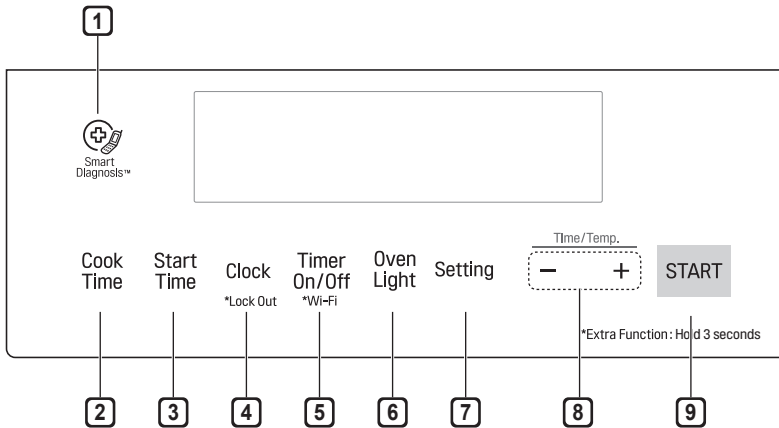 1
Smart
Diagnosis™
Time/Temp.
Cook
Time
Start
Time
Clock
*Lock Out
Timer
On/Off
*Wi-Fi
Oven
Light
Setting
− +
START
*Extra Function : Hold 3 seconds
2 3 4 5 6 7 8 9